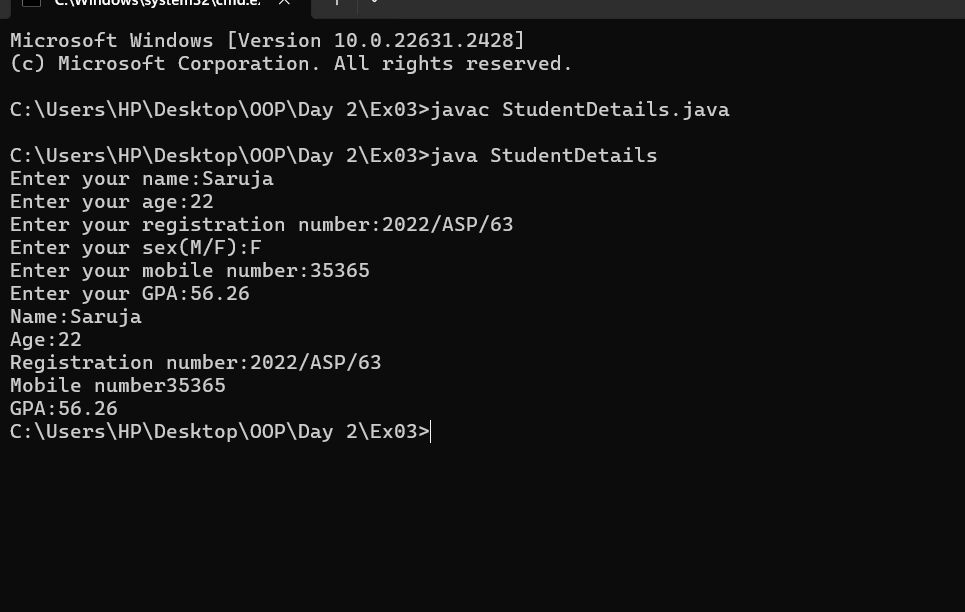 C:\Windows\system32\cmd.e:
Microsoft Windows [Version 10.0.22631.2428]
(c) Microsoft Corporation. All rights reserved.
C:\Users\HP\Desktop\OOP\Day 2\Ex03>javac StudentDetails.java
C:\Users\HP\Desktop\OOP\Day 2\Ex03>java StudentDetails
Enter your name:Saruja
Enter your age:22
Enter your registration number:2022/ASP/63
Enter your sex(M/F):F
Enter your mobile number:35365
Enter your GPA:56.26
Name:Saruja
Age:22
Registration number:2022/ASP/63
Mobile number35365
GPA:56.26
C:\Users\HP\Desktop\OOP\Day 2\Ex03>